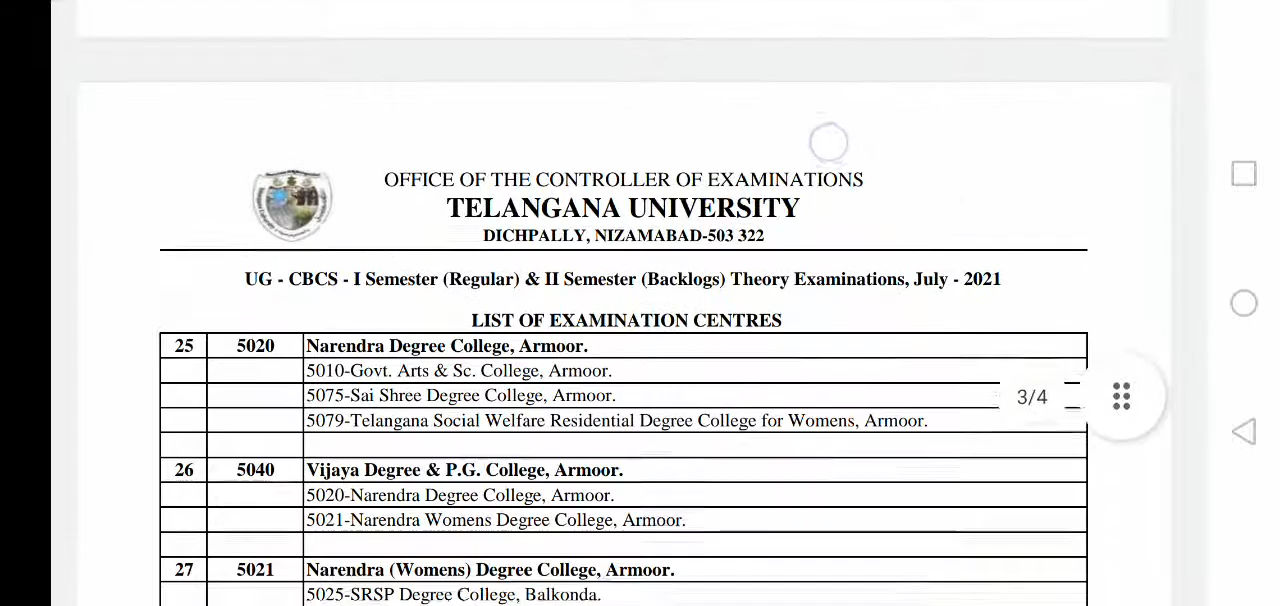 OFFICE OF THE CONTROLLER OF EXAMINATIONS
TELANGANA UNIVERSITY
DICHPALLY, NIZAMABAD-503 322
UG - CBCS - I Semester (Regular) & II Semester (Backlogs) Theory Examinations, July - 2021
LIST OF EXAMINATION CENTRES
25 5020 Narendra Degree College, Armoor.
5010-Govt. Arts & Sc. College, Armoor.
5075-Sai Shree Degree College, Armoor.
3/4
5079-Telangana Social Welfare Residential Degree College for Womens, Armoor.
26 5040 Vijaya Degree & P.G. College, Armoor.
5020-Narendra Degree College, Armoor.
5021-Narendra Womens Degree College, Armoor.
27 5021 Narendra (Womens) Degree College, Armoor.
5025-SRSP Degree College, Balkonda.